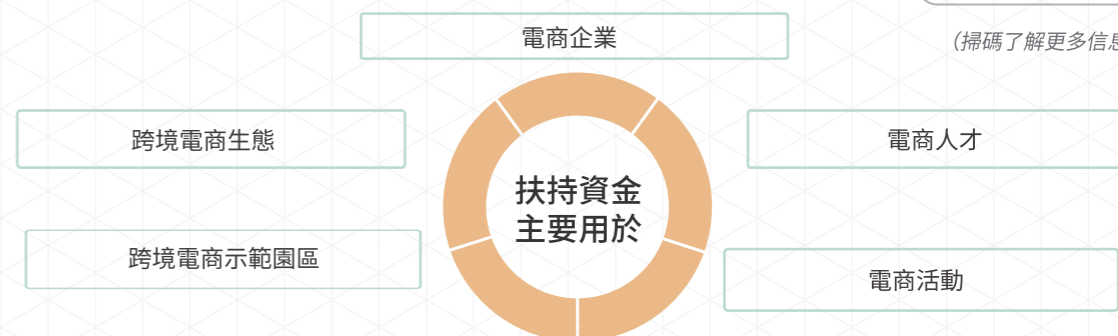 電商企業
（掃碼了解更多信息
跨境電商生態
電商人才
扶持資金
主要用於
跨境電商示範園區
電商活動